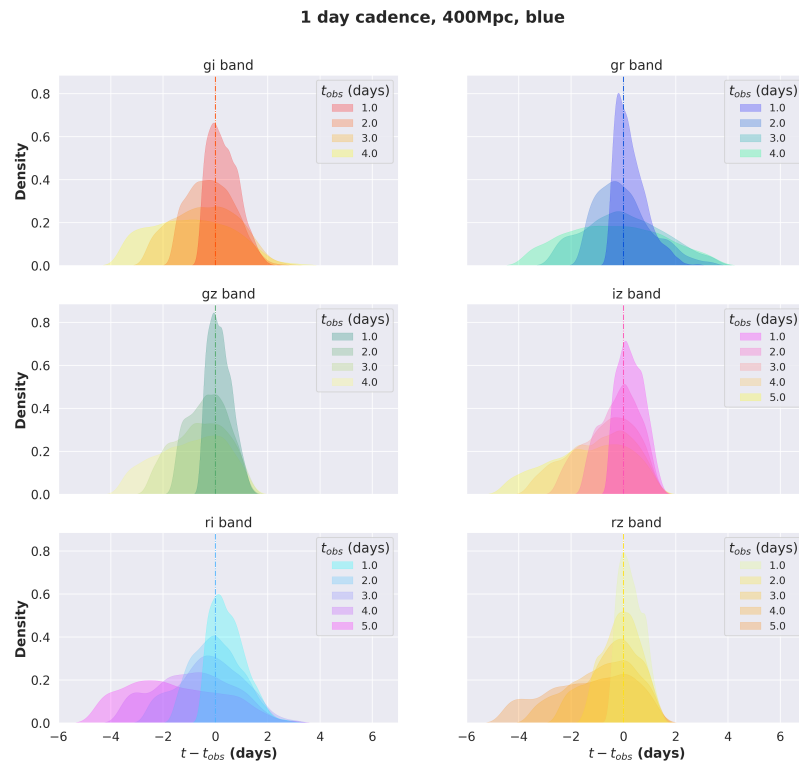 1 day cadence, 400Mpc, blue
gi band
gr band
Density
0.8
0.6
0.4
0.2
0.0
t_obs (days)
1.0
2.0
3.0
4.0
t_obs (days)
1.0
2.0
3.0
4.0
gz band
iz band
Density
0.8
0.6
0.4
0.2
0.0
t_obs (days)
1.0
2.0
3.0
4.0
t_obs (days)
1.0
2.0
3.0
4.0
5.0
ri band
rz band
Density
0.8
0.6
0.4
0.2
0.0
t_obs (days)
1.0
2.0
3.0
4.0
5.0
t_obs (days)
1.0
2.0
3.0
4.0
5.0
−6 −4 −2 0 2 4 6
−6 −4 −2 0 2 4 6
t − t_obs (days)
t − t_obs (days)